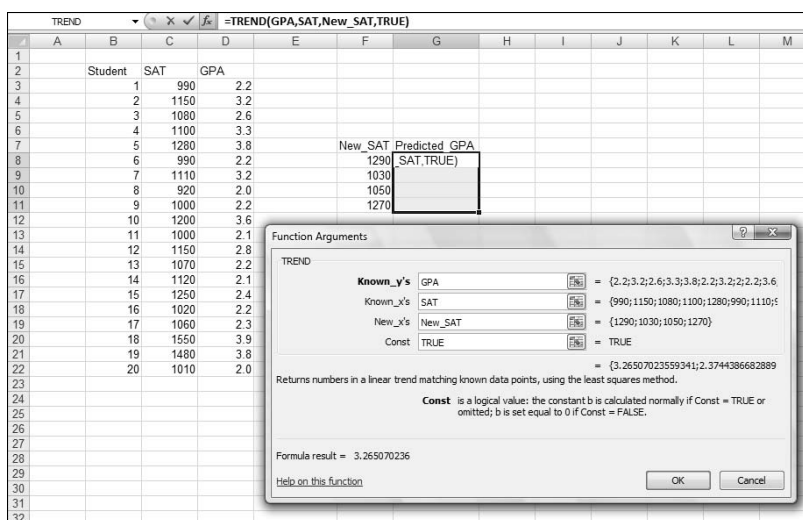 TREND =TREND(GPA,SAT,New_SAT,TRUE)
A B C D E F G H I J K L M
1
2 Student SAT GPA
3 1 990 2.2
4 2 1150 3.2
5 3 1080 2.6
6 4 1100 3.3
7 5 1280 3.8 New_SAT Predicted GPA
8 6 990 2.2 1290 _SAT,TRUE)
9 7 1110 3.2 1030
10 8 920 2.0 1050
11 9 1000 2.2 1270
12 10 1200 3.6
13 11 1000 2.1
14 12 1150 2.8
15 13 1070 2.2
16 14 1120 2.1
17 15 1250 2.4
18 16 1020 2.2
19 17 1060 2.3
20 18 1550 3.9
21 19 1480 3.8
22 20 1010 2.0
23
24
25
26
27
28
29
30
31
32
Function Arguments
TREND
Known_y's GPA = {2.2;3.2;2.6;3.3;3.8;2.2;3.2;2;2.2;3.6;
Known_x's SAT = {990;1150;1080;1100;1280;990;1110;9
New_x's New_SAT = {1290;1030;1050;1270}
Const TRUE = TRUE
= {3.26507023559341;2.3744386682889
Returns numbers in a linear trend matching known data points, using the least squares method.
Const is a logical value: the constant b is calculated normally if Const = TRUE or
omitted; b is set equal to 0 if Const = FALSE.
Formula result = 3.265070236
Help on this function OK Cancel